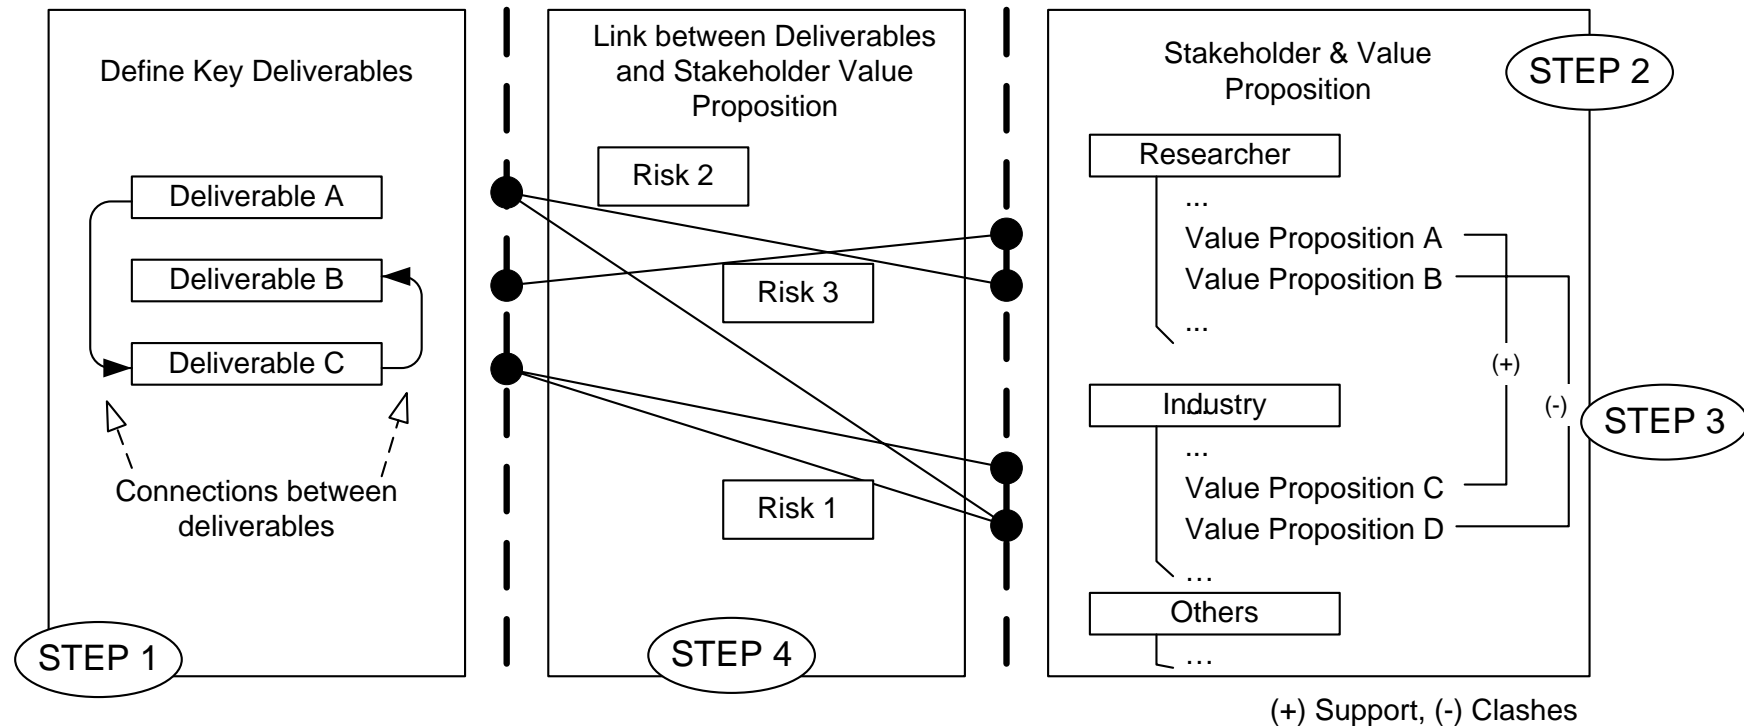 Define Key Deliverables
Deliverable A
Deliverable B
Deliverable C
Connections between
deliverables
STEP 1
Link between Deliverables
and Stakeholder Value
Proposition
Risk 2
Risk 3
Risk 1
STEP 4
Stakeholder & Value
Proposition
STEP 2
Researcher
...
Value Proposition A
Value Proposition B
...
(+)
(-)
STEP 3
Industry
...
...
Value Proposition C
Value Proposition D
...
Others
...
(+) Support, (-) Clashes